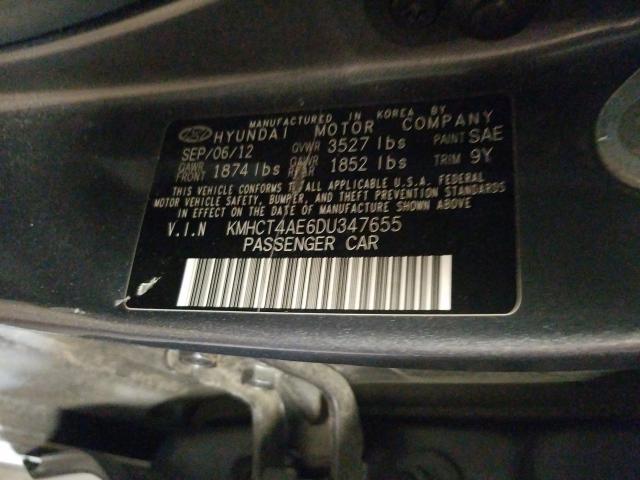 MANUFACTURED IN KOREA BY
HYUNDAI MOTOR COMPANY
SEP/06/12 GVWR 3527 lbs PAINT SAE
GAWR FRONT 1874 lbs GAWR REAR 1852 lbs TRIM 9Y
THIS VEHICLE CONFORMS TO ALL APPLICABLE U.S.A. FEDERAL
MOTOR VEHICLE SAFETY, BUMPER, AND THEFT PREVENTION STANDARDS
IN EFFECT ON THE DATE OF MANUFACTURE SHOWN ABOVE
V.I.N KMHCT4AE6DU347655
PASSENGER CAR